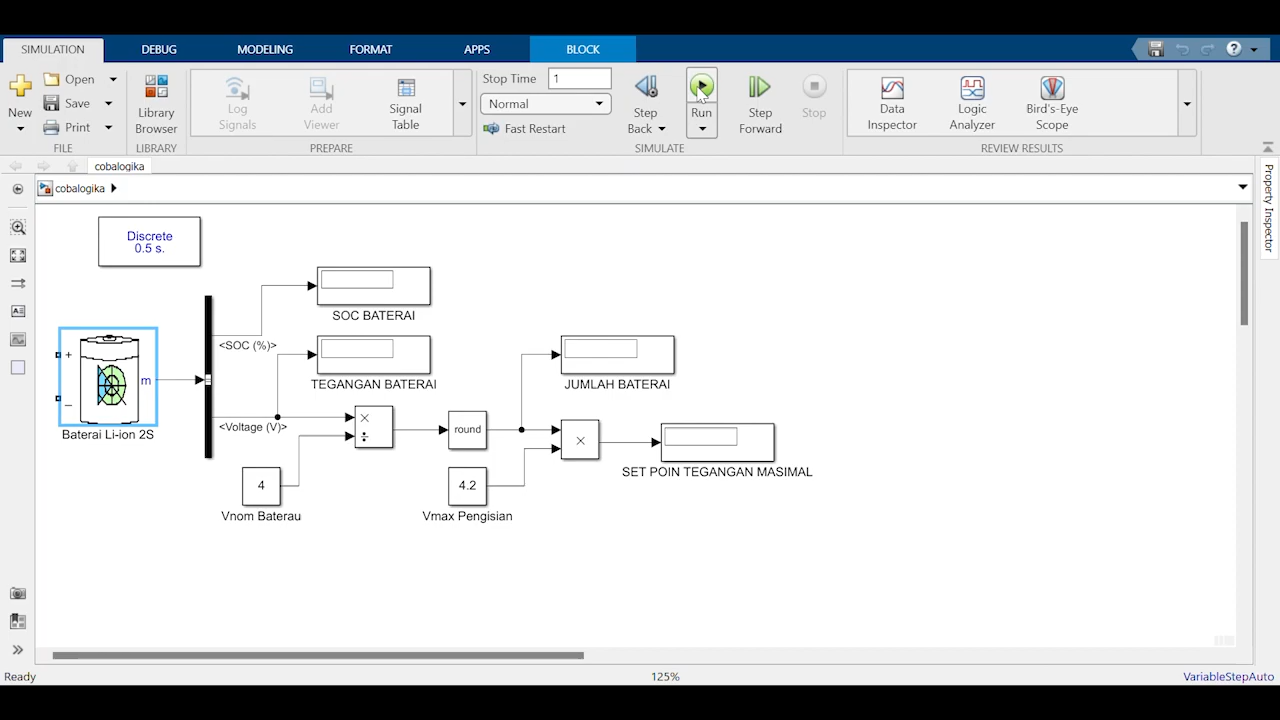 SIMULATION
DEBUG
MODELING
FORMAT
APPS
BLOCK
?
New
Open
Save
Print
FILE
Library
Browser
LIBRARY
Log
Signals
Add
Viewer
Signal
Table
PREPARE
Stop Time
1
Normal
Fast Restart
Step
Back
Run
Step
Forward
Stop
SIMULATE
Data
Inspector
Logic
Analyzer
Bird's-Eye
Scope
REVIEW RESULTS
cobalogika
cobalogika
Property Inspector
Discrete
0.5 s.
SOC BATERAI
<SOC (%)>
+
m
_
Baterai Li-ion 2S
TEGANGAN BATERAI
<Voltage (V)>
×
÷
round
JUMLAH BATERAI
×
SET POIN TEGANGAN MASIMAL
4
Vnom Baterau
4.2
Vmax Pengisian
Ready
125%
VariableStepAuto